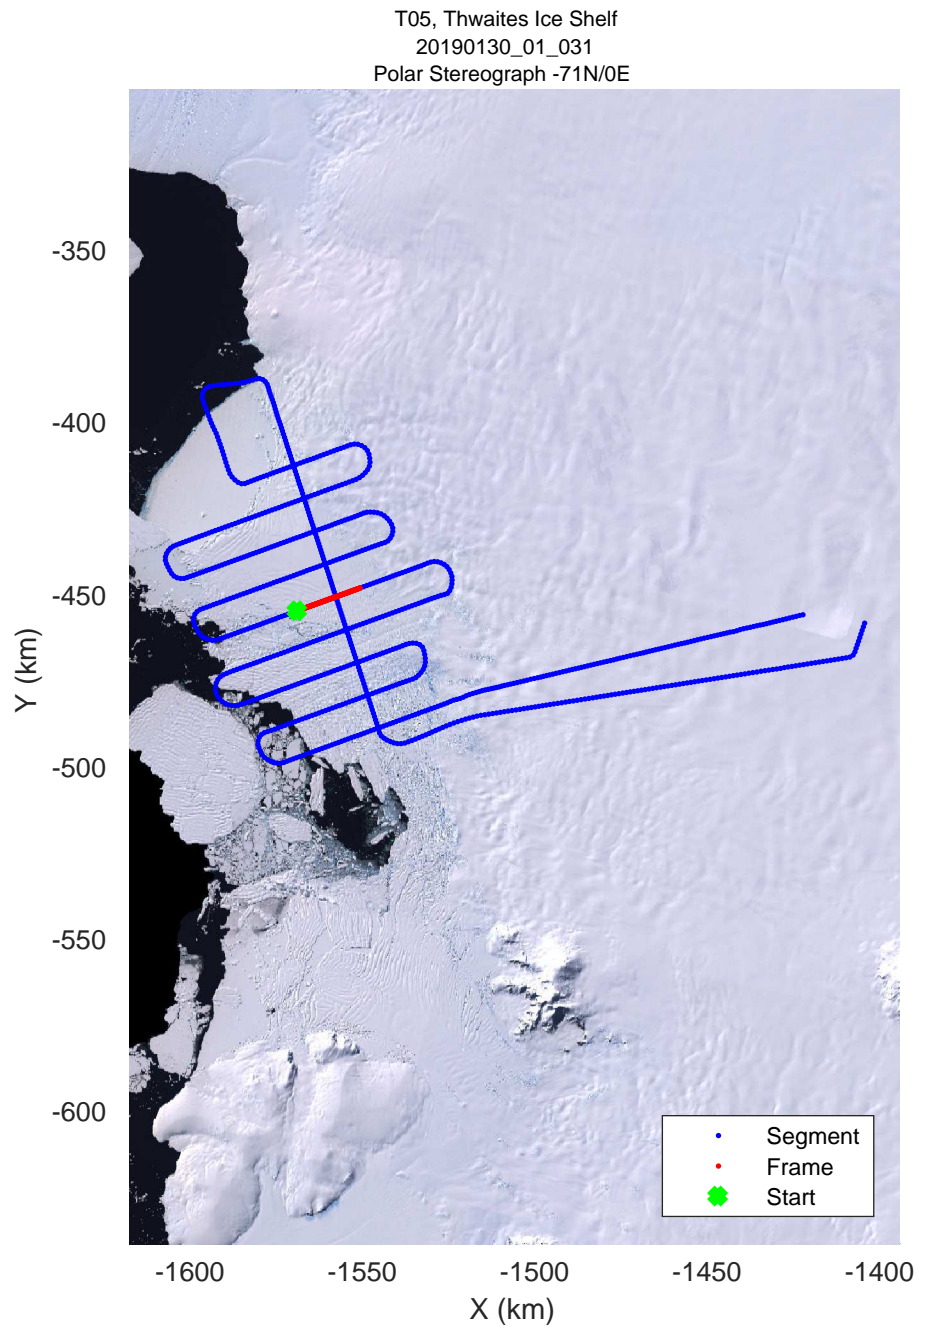 T05, Thwaites Ice Shelf
20190130_01_031
Polar Stereograph -71N/0E
-350
-400
-450
-500
-550
-600
Y (km)
Segment
Frame
Start
-1600
-1550
-1500
-1450
-1400
X (km)